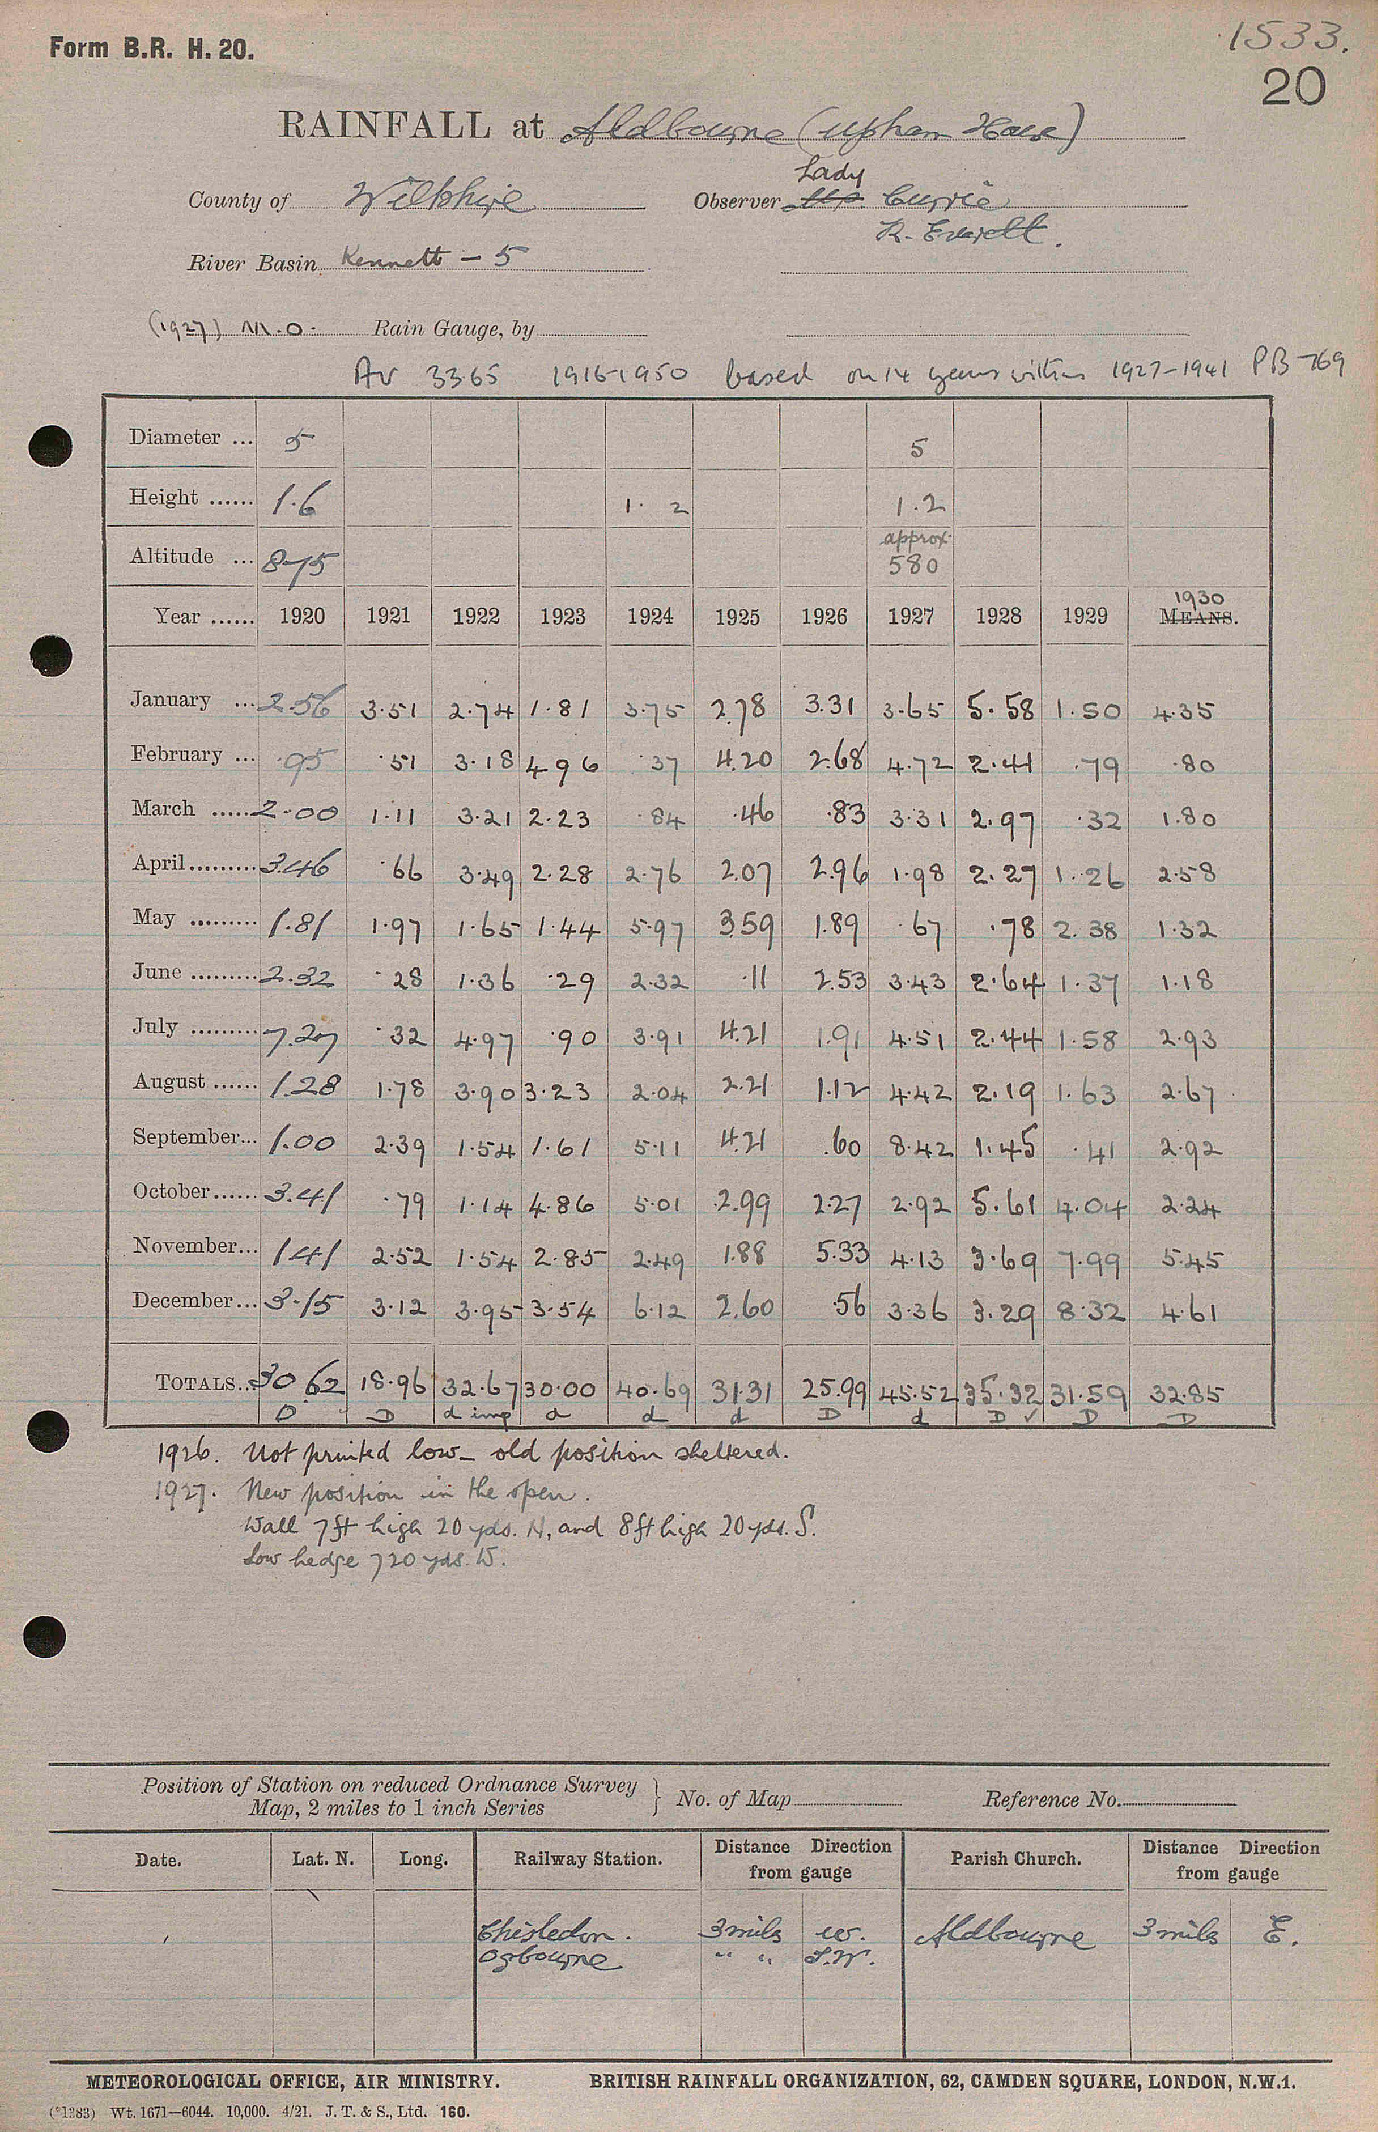 Form B.R. H. 20.
1533.
20
RAINFALL at Aldbourne (Upham House)
County of Wiltshire
Observer Mrs. Lady Currie
R. Everett.
River Basin Kennett - 5
(1927) M.O. Rain Gauge, by
Av 33.65 1916-1950 based on 14 years within 1927-1941 PB 769
Diameter ... 5 5
Height ...... 1.6 1.2 1.2
Altitude ... 875 approx. 580
Year ...... 1920 1921 1922 1923 1924 1925 1926 1927 1928 1929 MEANS. 1930
January ... 2.56 3.51 2.74 1.81 3.75 2.78 3.31 3.65 5.58 1.50 4.35
February ... .95 .51 3.18 4 96 .37 4.20 2.68 4.72 2.41 .79 .80
March ...... 2.00 1.11 3.21 2.23 .84 .46 .83 3.31 2.97 .32 1.80
April ......... 3.46 .66 3.49 2.28 2.76 2.07 2.96 1.98 2.27 1.26 2.58
May ......... 1.81 1.97 1.65 1.44 5.97 3.59 1.89 .67 .78 2.38 1.32
June ......... 2.32 .28 1.36 .29 2.32 .11 2.53 3.43 2.64 1.37 1.18
July ......... 7.27 .32 4.97 .90 3.91 4.21 1.91 4.51 2.44 1.58 2.93
August ...... 1.28 1.78 3.90 3.23 2.04 2.21 1.12 4.42 2.19 1.63 2.67
September... 1.00 2.39 1.54 1.61 5.11 4.21 .60 8.42 1.45 .41 2.92
October...... 3.41 .79 1.14 4.86 5.01 2.99 2.27 2.92 5.61 4.04 2.24
November... 1.41 2.52 1.54 2.85 2.49 1.88 5.33 4.13 3.69 7.99 5.45
December... 3.15 3.12 3.95 3.54 6.12 2.60 .56 3.36 3.29 8.32 4.61
TOTALS... 30 62 18.96 32.67 30.00 40.69 31.31 25.99 45.52 35.32 31.59 32.85
D D d imp d d d D d D ✓ D D
1926. Not printed low - old position sheltered.
1927. New position in the open.
Wall 7ft high 20 yds. N, and 8ft high 20 yds. S.
Low hedge 720 yds. W.
Position of Station on reduced Ordnance Survey Map, 2 miles to 1 inch Series } No. of Map Reference No.
Date. Lat. N. Long. Railway Station. Distance Direction from gauge Parish Church. Distance Direction from gauge
Chisledon. 3 miles W. Aldbourne 3 miles E.
Ogbourne " " S.W.
METEOROLOGICAL OFFICE, AIR MINISTRY. BRITISH RAINFALL ORGANIZATION, 62, CAMDEN SQUARE, LONDON, N.W.1.
(*1383) Wt. 1671—6044. 10,000. 4/21. J. T. & S., Ltd. 160.